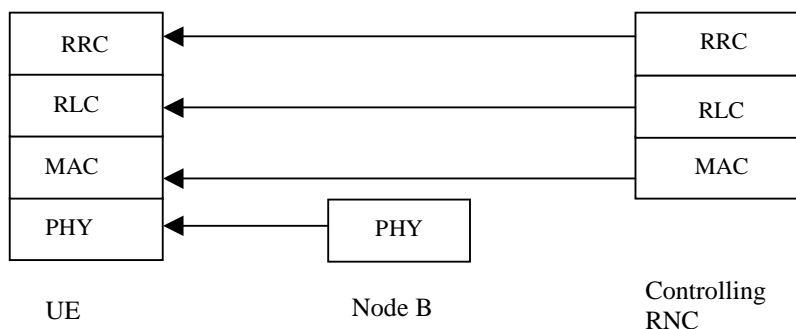 RRC
RRC
RLC
RLC
MAC
MAC
PHY
PHY
UE
Node B
Controlling
RNC